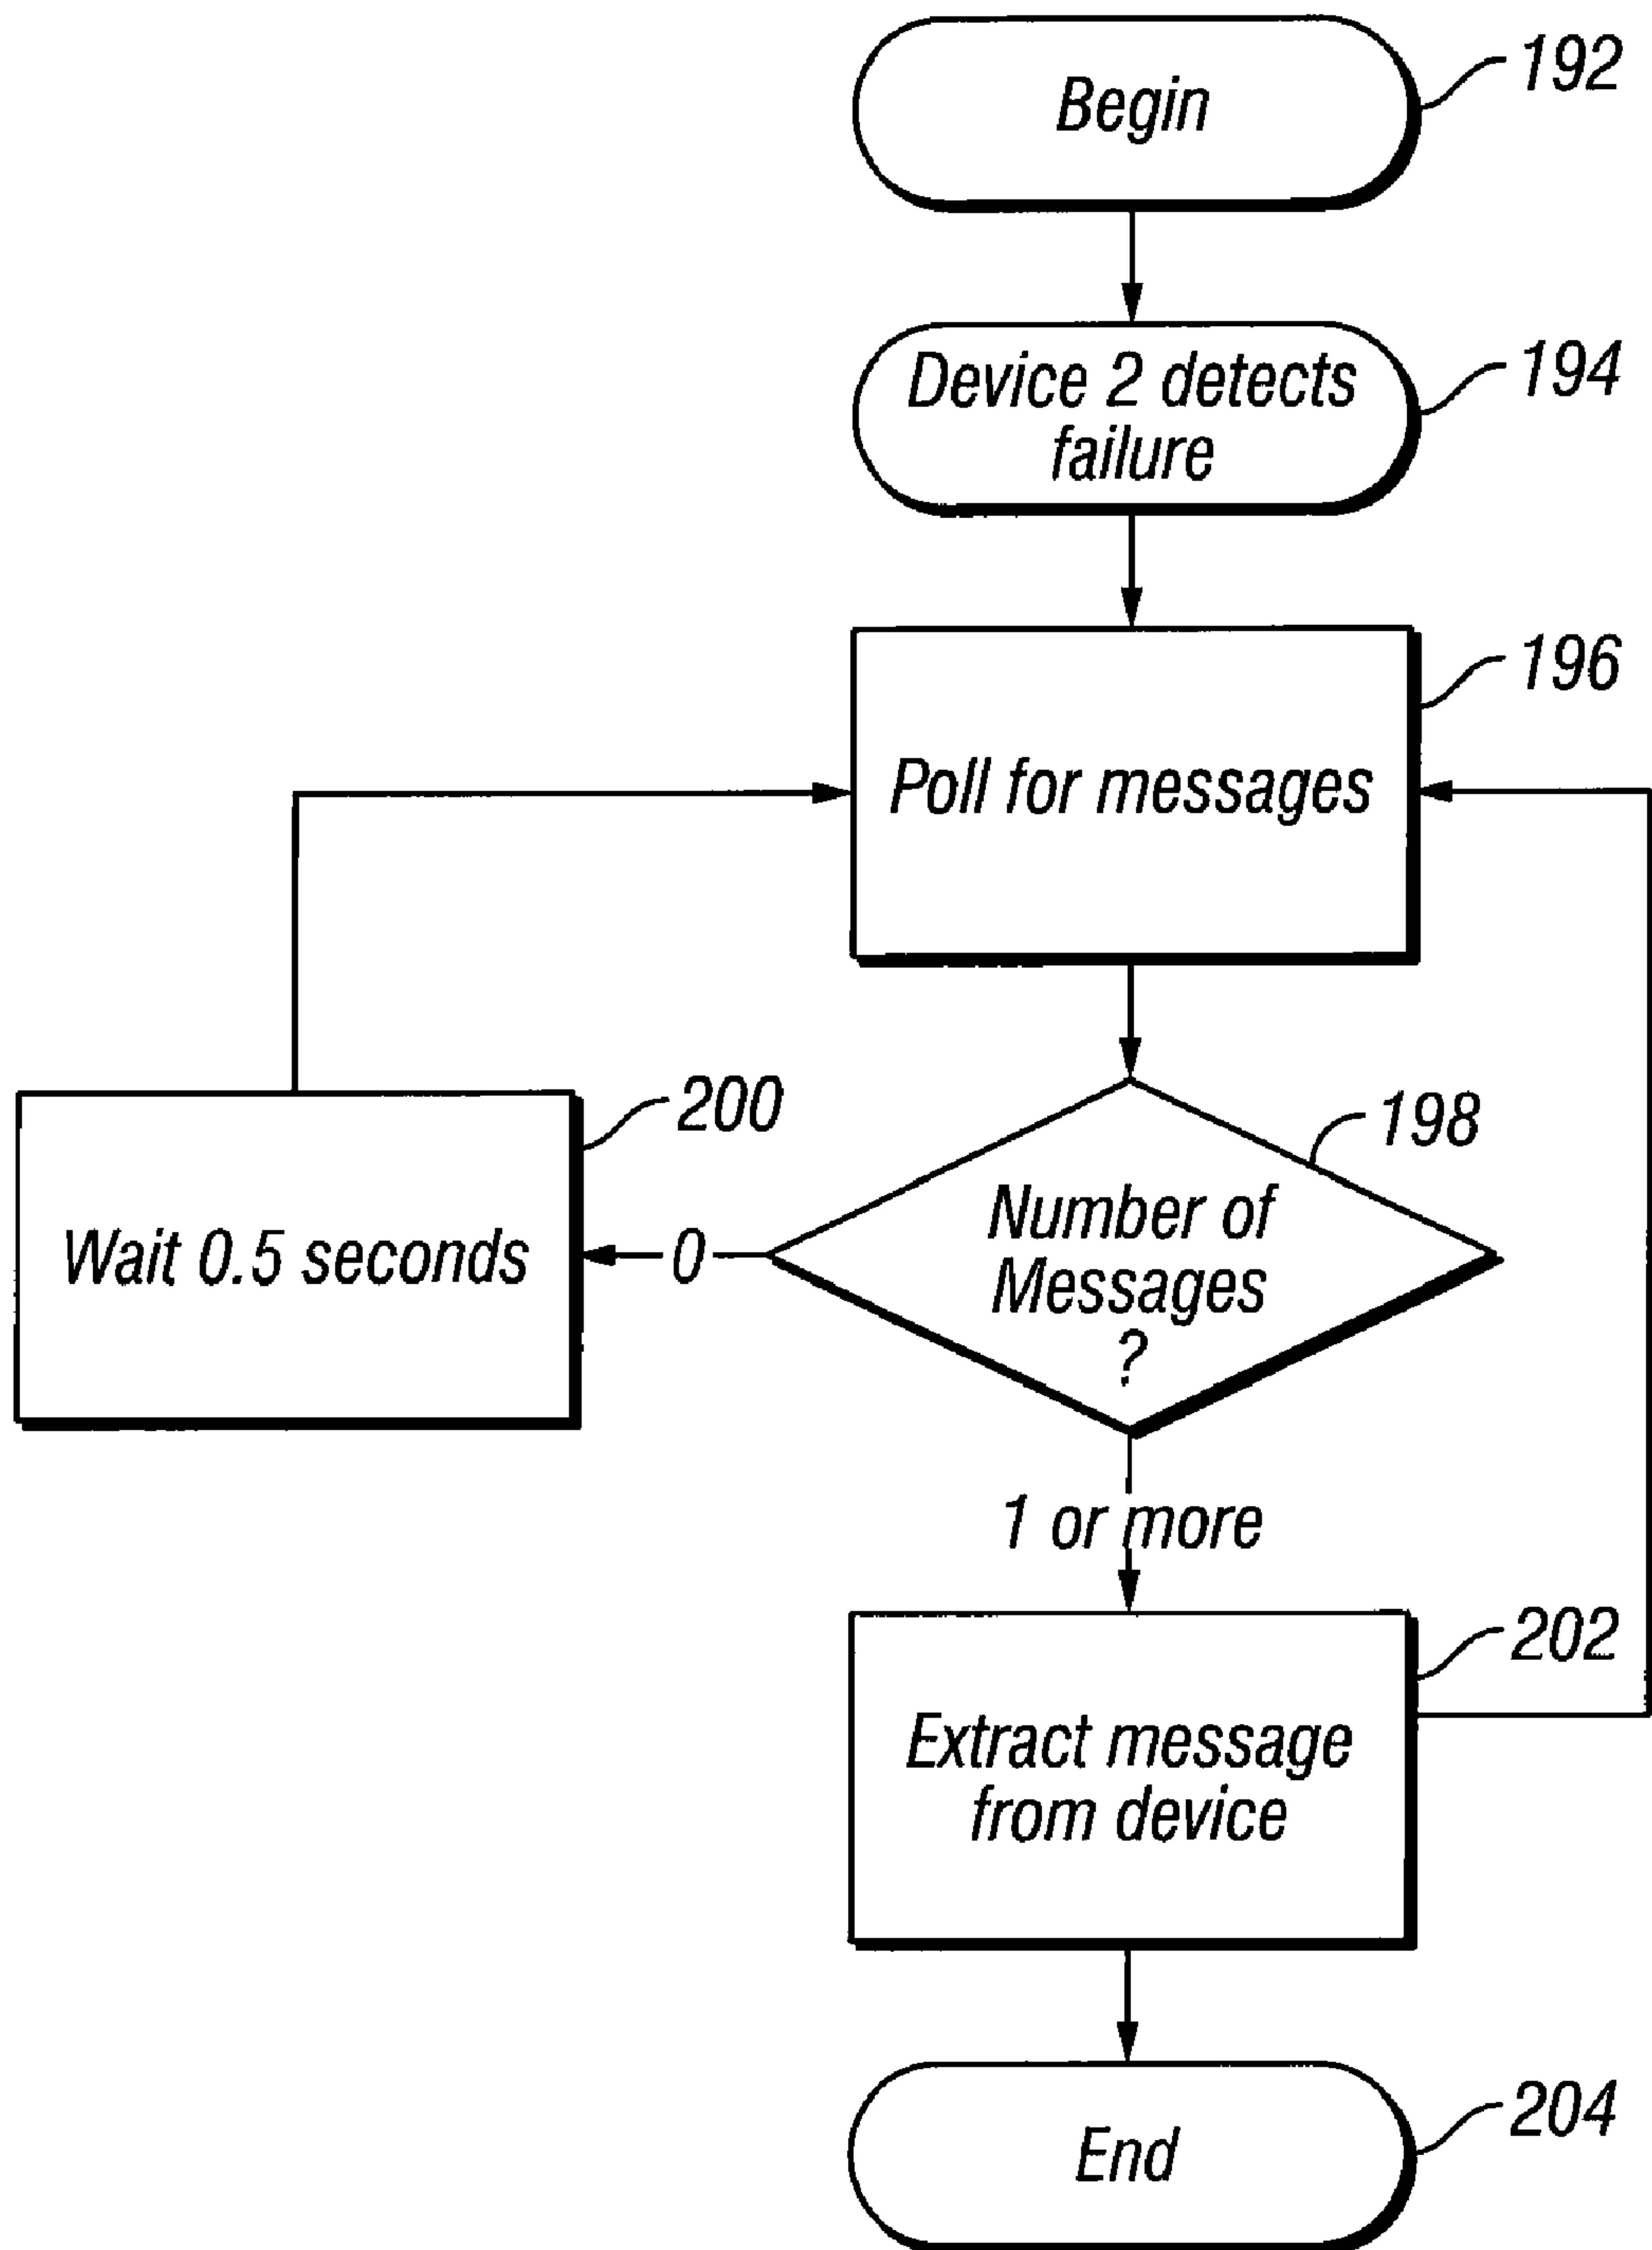 Begin
192
Device 2 detects
failure
194
Poll for messages
196
Number of
Messages
?
198
0
Wait 0.5 seconds
200
1 or more
Extract message
from device
202
End
204